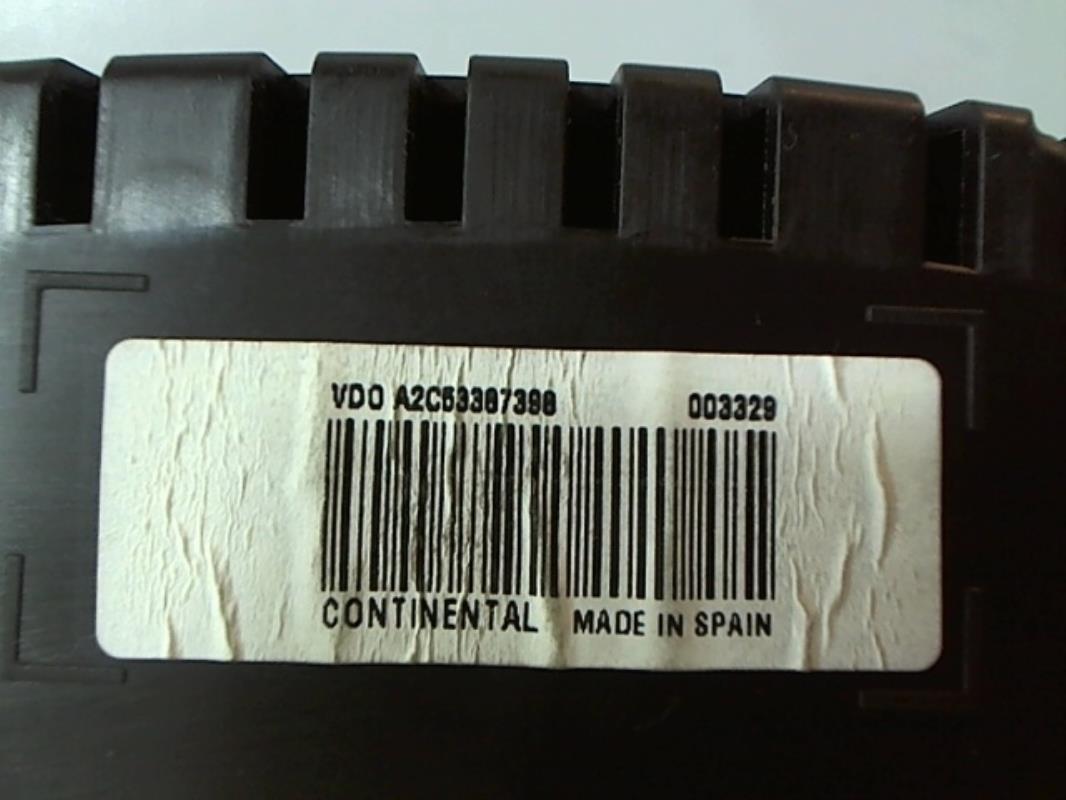 VDO A2C53387398 003329
CONTINENTAL MADE IN SPAIN